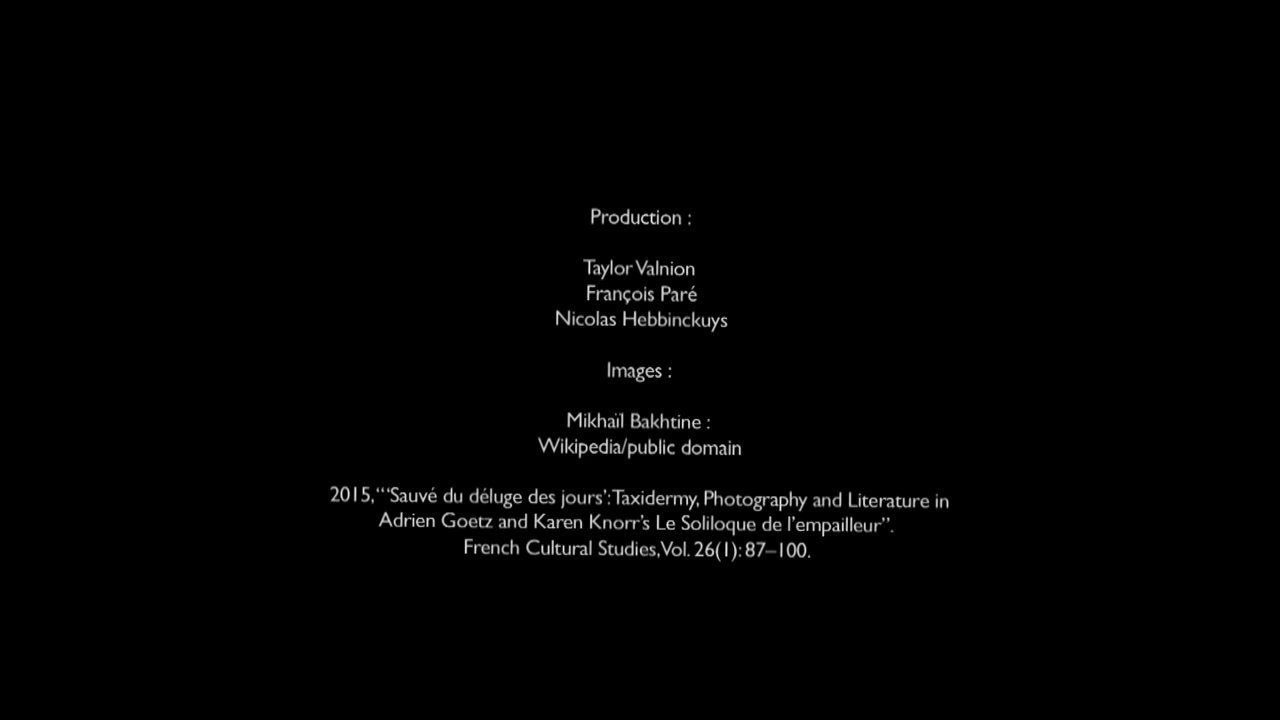 Production :
Taylor Valnion
François Paré
Nicolas Hebbinckuys
Images :
Mikhaïl Bakhtine :
Wikipedia/public domain
2015, “‘Sauvé du déluge des jours’: Taxidermy, Photography and Literature in
Adrien Goetz and Karen Knorr’s Le Soliloque de l’empailleur”.
French Cultural Studies, Vol. 26(1): 87–100.